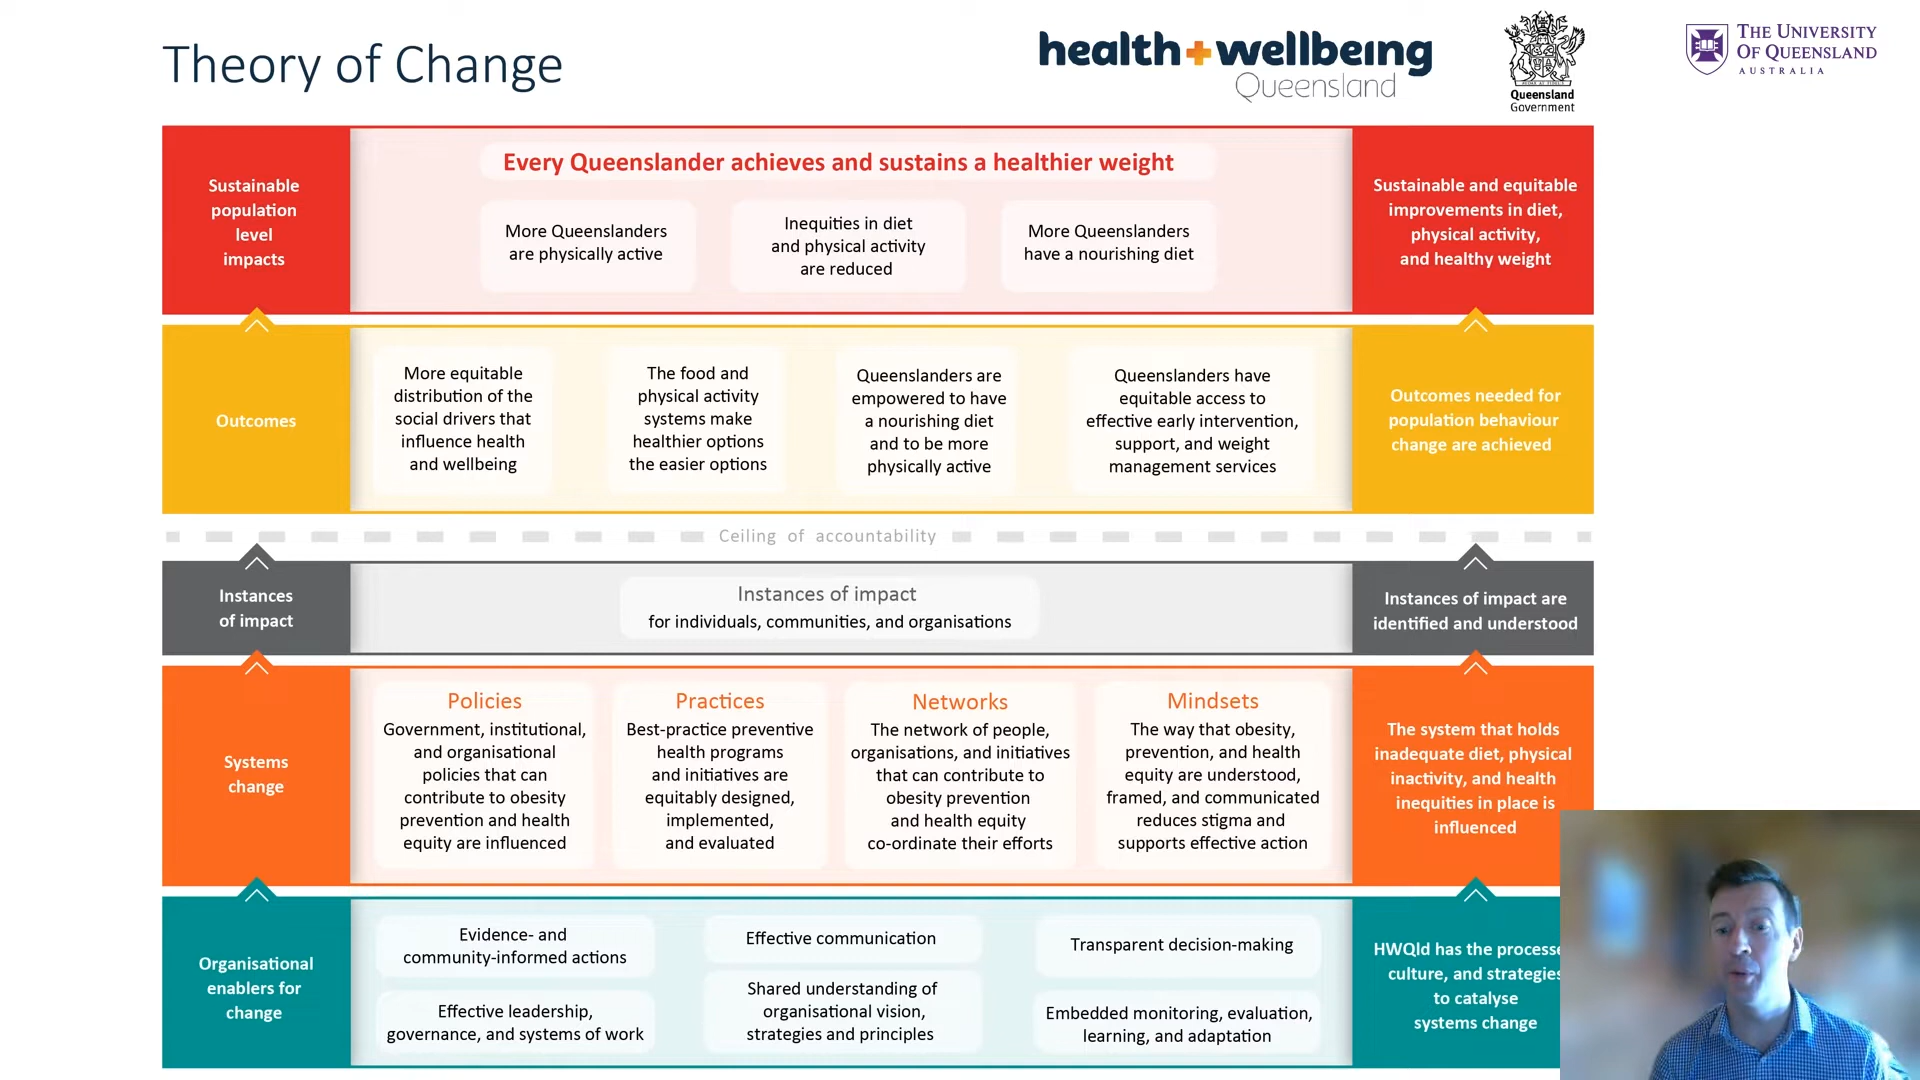 Theory of Change
health+wellbeing
Queensland
Queensland
Government
THE UNIVERSITY
OF QUEENSLAND
AUSTRALIA
Sustainable
population
level
impacts
Every Queenslander achieves and sustains a healthier weight
More Queenslanders
are physically active
Inequities in diet
and physical activity
are reduced
More Queenslanders
have a nourishing diet
Sustainable and equitable
improvements in diet,
physical activity,
and healthy weight
Outcomes
More equitable
distribution of the
social drivers that
influence health
and wellbeing
The food and
physical activity
systems make
healthier options
the easier options
Queenslanders are
empowered to have
a nourishing diet
and to be more
physically active
Queenslanders have
equitable access to
effective early intervention,
support, and weight
management services
Outcomes needed for
population behaviour
change are achieved
Ceiling of accountability
Instances
of impact
Instances of impact
for individuals, communities, and organisations
Instances of impact are
identified and understood
Systems
change
Policies
Government, institutional,
and organisational
policies that can
contribute to obesity
prevention and health
equity are influenced
Practices
Best-practice preventive
health programs
and initiatives are
equitably designed,
implemented,
and evaluated
Networks
The network of people,
organisations, and initiatives
that can contribute to
obesity prevention
and health equity
co-ordinate their efforts
Mindsets
The way that obesity,
prevention, and health
equity are understood,
framed, and communicated
reduces stigma and
supports effective action
The system that holds
inadequate diet, physical
inactivity, and health
inequities in place is
influenced
Organisational
enablers for
change
Evidence- and
community-informed actions
Effective leadership,
governance, and systems of work
Effective communication
Shared understanding of
organisational vision,
strategies and principles
Transparent decision-making
Embedded monitoring, evaluation,
learning, and adaptation
HWQld has the processe
culture, and strategies
to catalyse
systems change